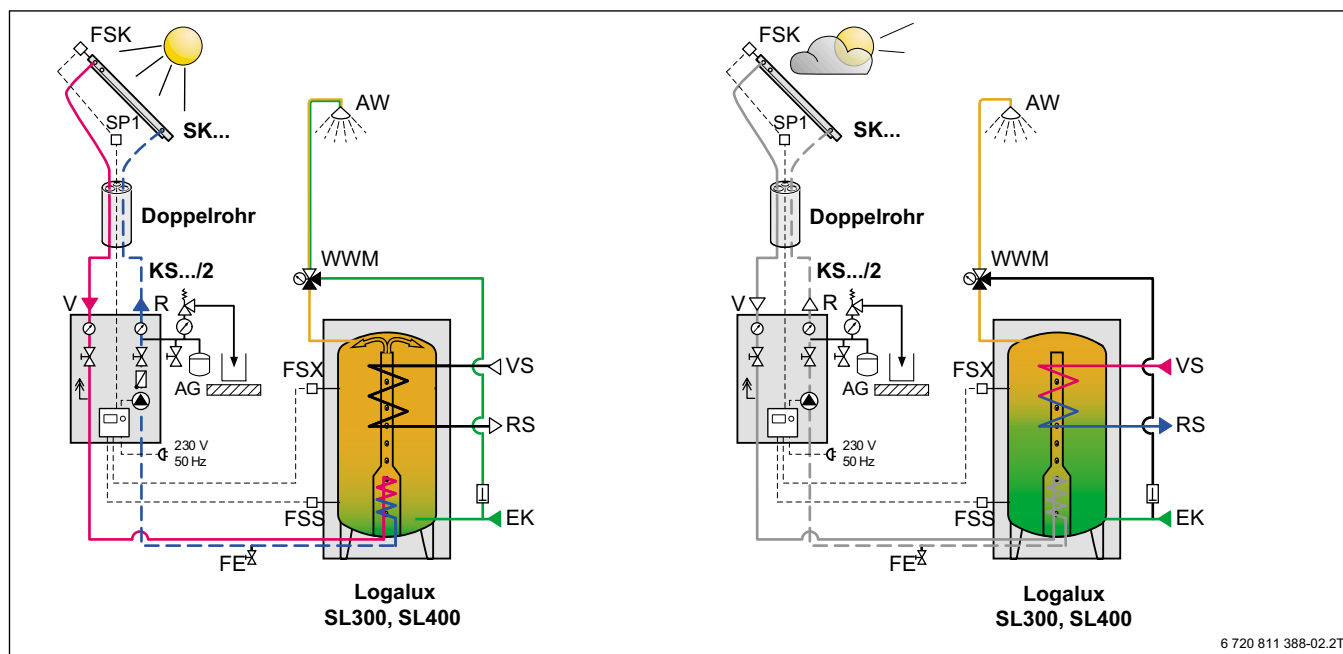 FSK
SP1
SK...
AW
Doppelrohr
WWM
KS.../2
V
R
AG
FSX
VS
RS
230 V
50 Hz
FSS
EK
FE
Logalux
SL300, SL400
FSK
SP1
SK...
AW
Doppelrohr
WWM
KS.../2
V
R
AG
FSX
VS
RS
230 V
50 Hz
FSS
EK
FE
Logalux
SL300, SL400
6 720 811 388-02.2T